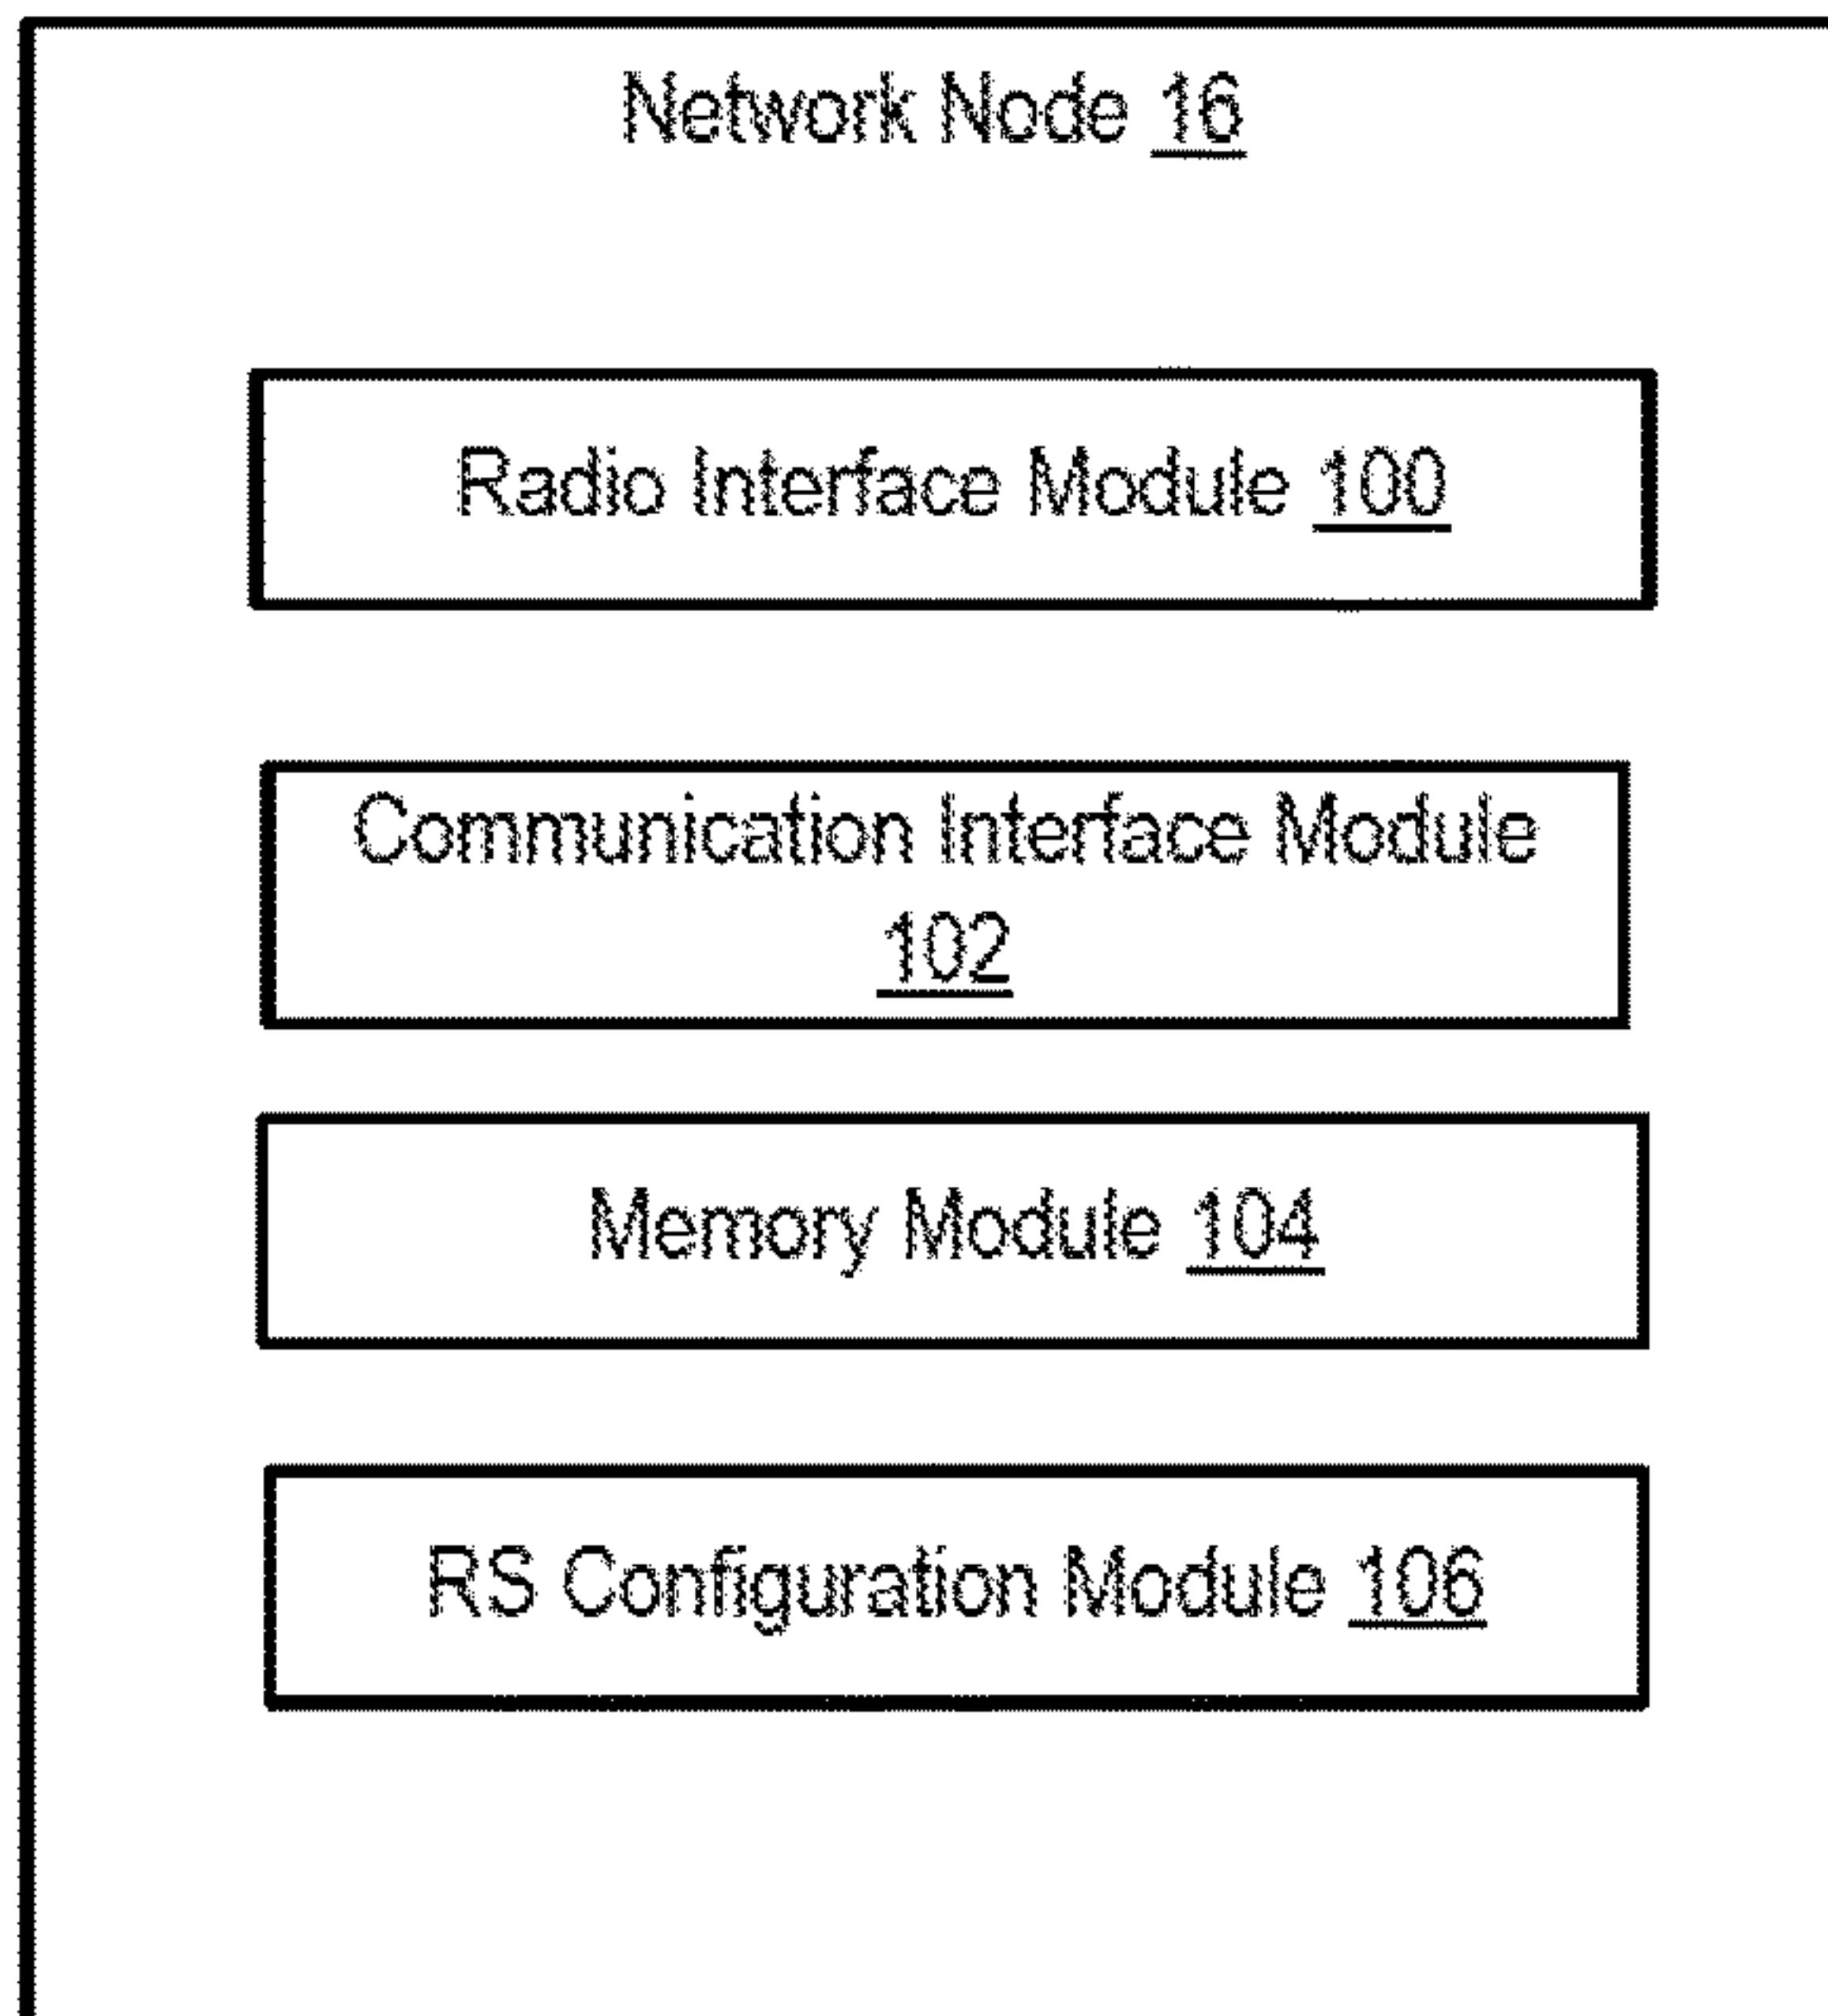 Network Node 16
Radio Interface Module 100
Communication Interface Module
102
Memory Module 104
RS Configuration Module 106